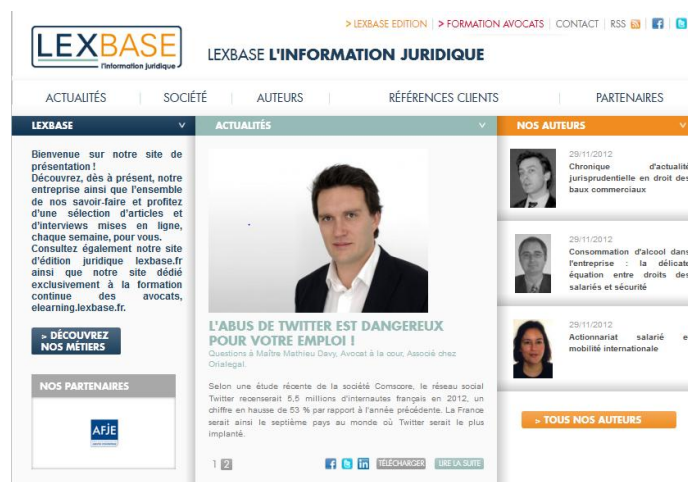 > LEXBASE EDITION > FORMATION AVOCATS CONTACT RSS
LEXBASE
l'information juridique
LEXBASE L'INFORMATION JURIDIQUE
ACTUALITÉS SOCIÉTÉ AUTEURS RÉFÉRENCES CLIENTS PARTENAIRES
LEXBASE
Bienvenue sur notre site de
présentation !
Découvrez, dès à présent, notre
entreprise ainsi que l'ensemble
de nos savoir-faire et profitez
d'une sélection d'articles et
d'interviews mises en ligne,
chaque semaine, pour vous.
Consultez également notre site
d'édition juridique lexbase.fr
ainsi que notre site dédié
exclusivement à la formation
continue des avocats,
elearning.lexbase.fr.
> DÉCOUVREZ
NOS MÉTIERS
NOS PARTENAIRES
AFJE
ACTUALITÉS
L'ABUS DE TWITTER EST DANGEREUX
POUR VOTRE EMPLOI !
Questions à Maître Mathieu Davy, Avocat à la cour, Associé chez
Orialegal.
Selon une étude récente de la société Comscore, le réseau social
Twitter recenserait 5,5 millions d'internautes français en 2012, un
chiffre en hausse de 53 % par rapport à l'année précédente. La France
serait ainsi le septième pays au monde où Twitter serait le plus
implanté.
1 2
TÉLÉCHARGER LIRE LA SUITE
NOS AUTEURS
29/11/2012
Chronique d'actualité
jurisprudentielle en droit des
baux commerciaux
29/11/2012
Consommation d'alcool dans
l'entreprise : la délicate
équation entre droits des
salariés et sécurité
29/11/2012
Actionnariat salarié e
mobilité internationale
> TOUS NOS AUTEURS